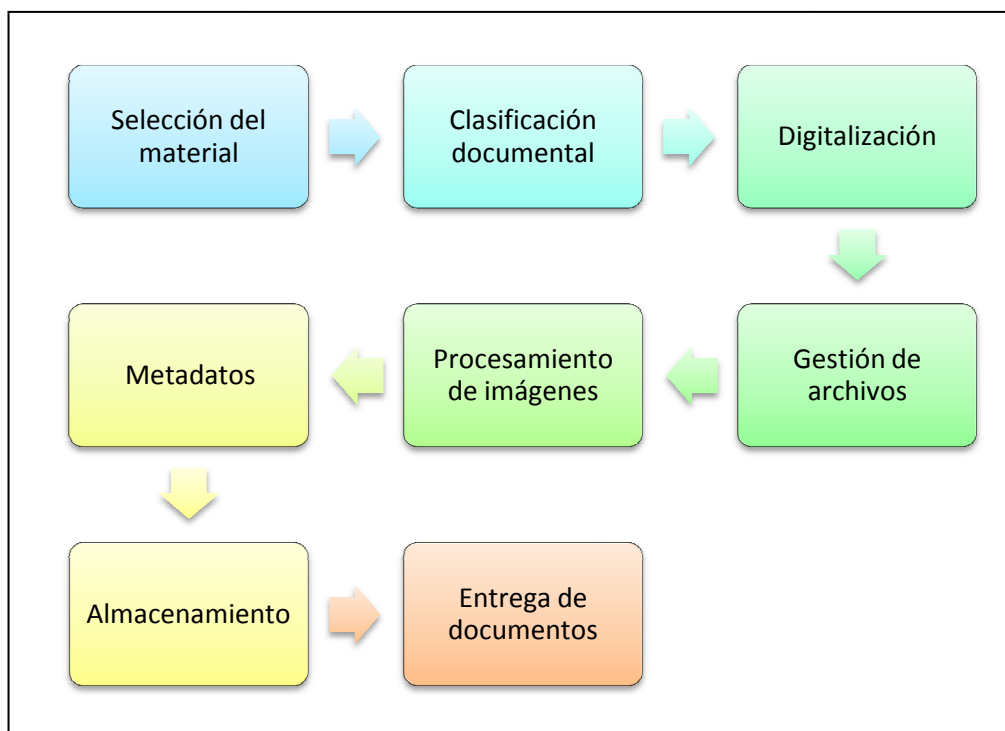 Selección del
material
Clasificación
documental
Digitalización
Gestión de
archivos
Procesamiento
de imágenes
Metadatos
Almacenamiento
Entrega de
documentos